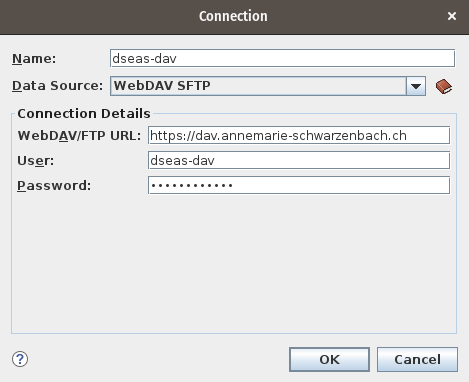 Connection ×
Name: dseas-dav
Data Source: WebDAV SFTP
Connection Details
WebDAV/FTP URL: https://dav.annemarie-schwarzenbach.ch
User: dseas-dav
Password: ••••••••••••
? OK Cancel